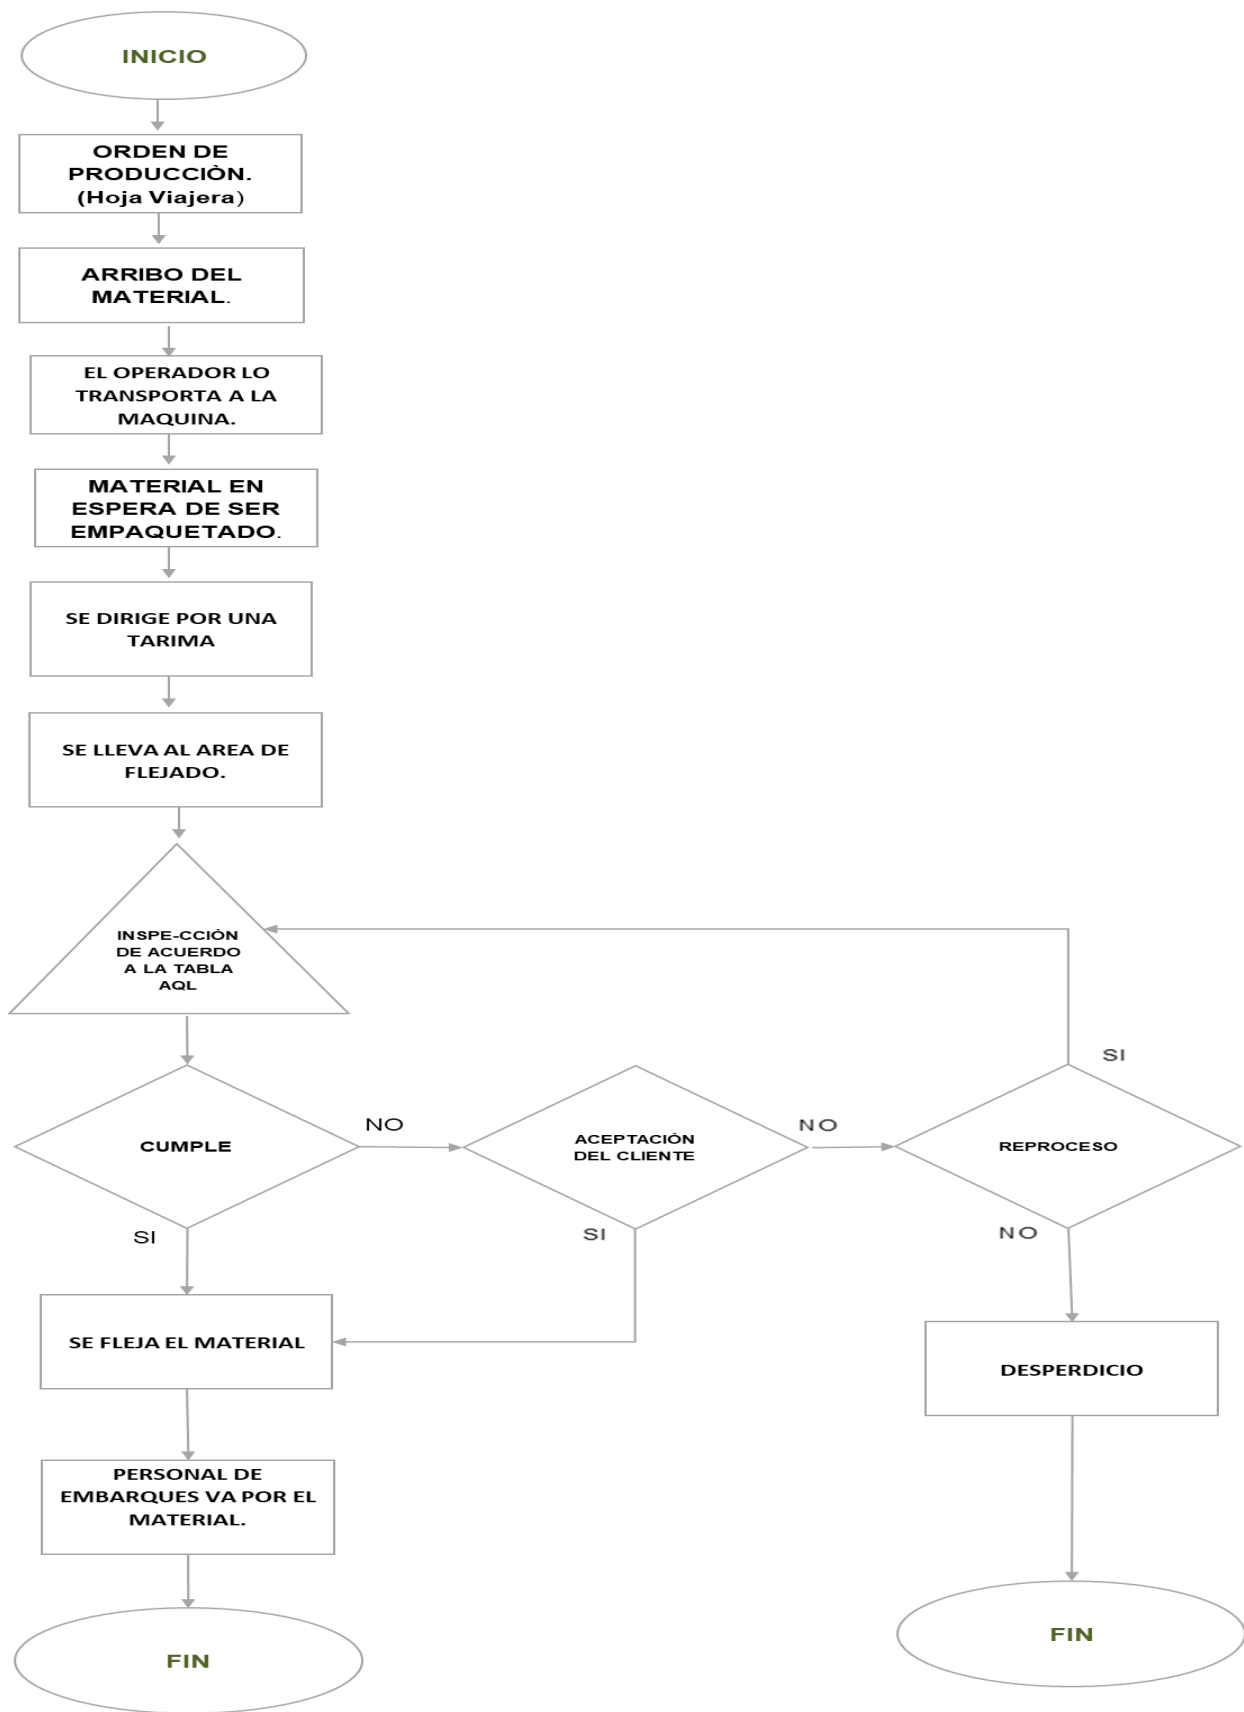 INICIO
ORDEN DE
PRODUCCIÒN.
(Hoja Viajera)
ARRIBO DEL
MATERIAL.
EL OPERADOR LO
TRANSPORTA A LA
MAQUINA.
MATERIAL EN
ESPERA DE SER
EMPAQUETADO.
SE DIRIGE POR UNA
TARIMA
SE LLEVA AL AREA DE
FLEJADO.
INSPE-CCIÒN
DE ACUERDO
A LA TABLA
AQL
CUMPLE
NO
SI
ACEPTACIÒN
DEL CLIENTE
NO
SI
REPROCESO
SI
NO
SE FLEJA EL MATERIAL
DESPERDICIO
PERSONAL DE
EMBARQUES VA POR EL
MATERIAL.
FIN
FIN